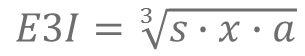 E3I = ∛s · x · a